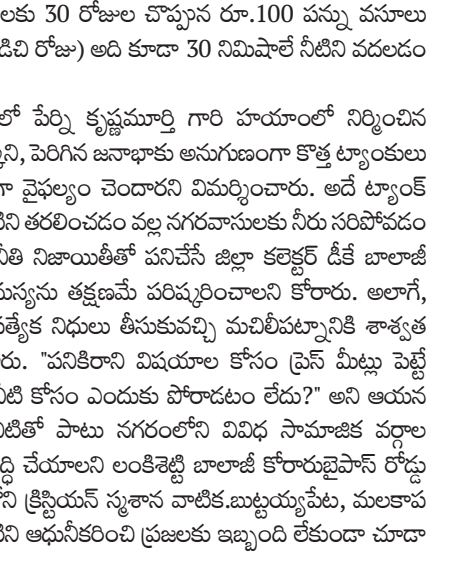 లకు 30 రోజుల చొప్పున రూ.100 పన్ను వసూలు
డిచి రోజు) అది కూడా 30 నిమిషాలే నీటిని వదలడం
లో పేర్ని కృష్ణమూర్తి గారి హయాంలో నిర్మించిన
్కని, పెరిగిన జనాభాకు అనుగుణంగా కొత్త ట్యాంకులు
గా వైఫల్యం చెందారని విమర్శించారు. అదే ట్యాంక్
టిని తరలించడం వల్ల నగరవాసులకు నీరు సరిపోవడం
నీతి నిజాయితీతో పనిచేసే జిల్లా కలెక్టర్ డీకే బాలాజీ
మస్యను తక్షణమే పరిష్కరించాలని కోరారు. అలాగే,
త్యేక నిధులు తీసుకువచ్చి మచిలీపట్నానికి శాశ్వత
రు. "పనికిరాని విషయాల కోసం ప్రెస్ మీట్లు పెట్టే
నీటి కోసం ఎందుకు పోరాడటం లేదు?" అని ఆయన
టితో పాటు నగరంలోని వివిధ సామాజిక వర్గాల
ద్ధి చేయాలని లంకిశెట్టి బాలాజీ కోరారుబైపాస్ రోడ్డు
ోని క్రిస్టియన్ స్మశాన వాటిక.బుట్టయ్యపేట, మలకాప
టిని ఆధునీకరించి ప్రజలకు ఇబ్బంది లేకుండా చూడా